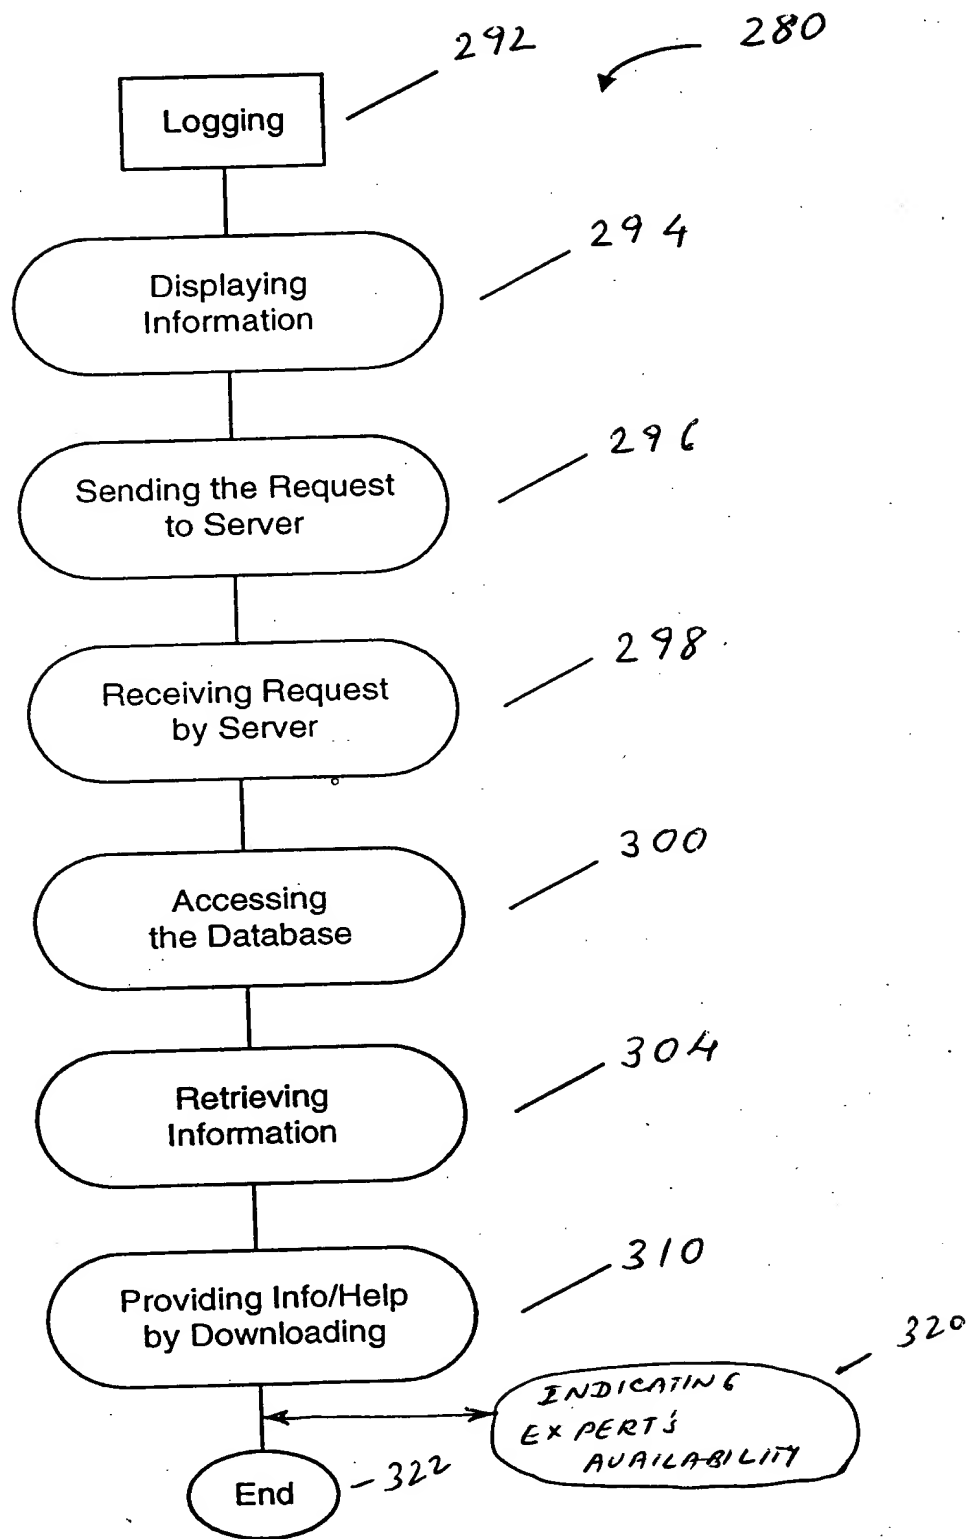 292
280
Logging
294
Displaying
Information
296
Sending the Request
to Server
298
Receiving Request
by Server
300
Accessing
the Database
304
Retrieving
Information
310
Providing Info/Help
by Downloading
320
INDICATING
EXPERT'S
AVAILABILITY
322
End